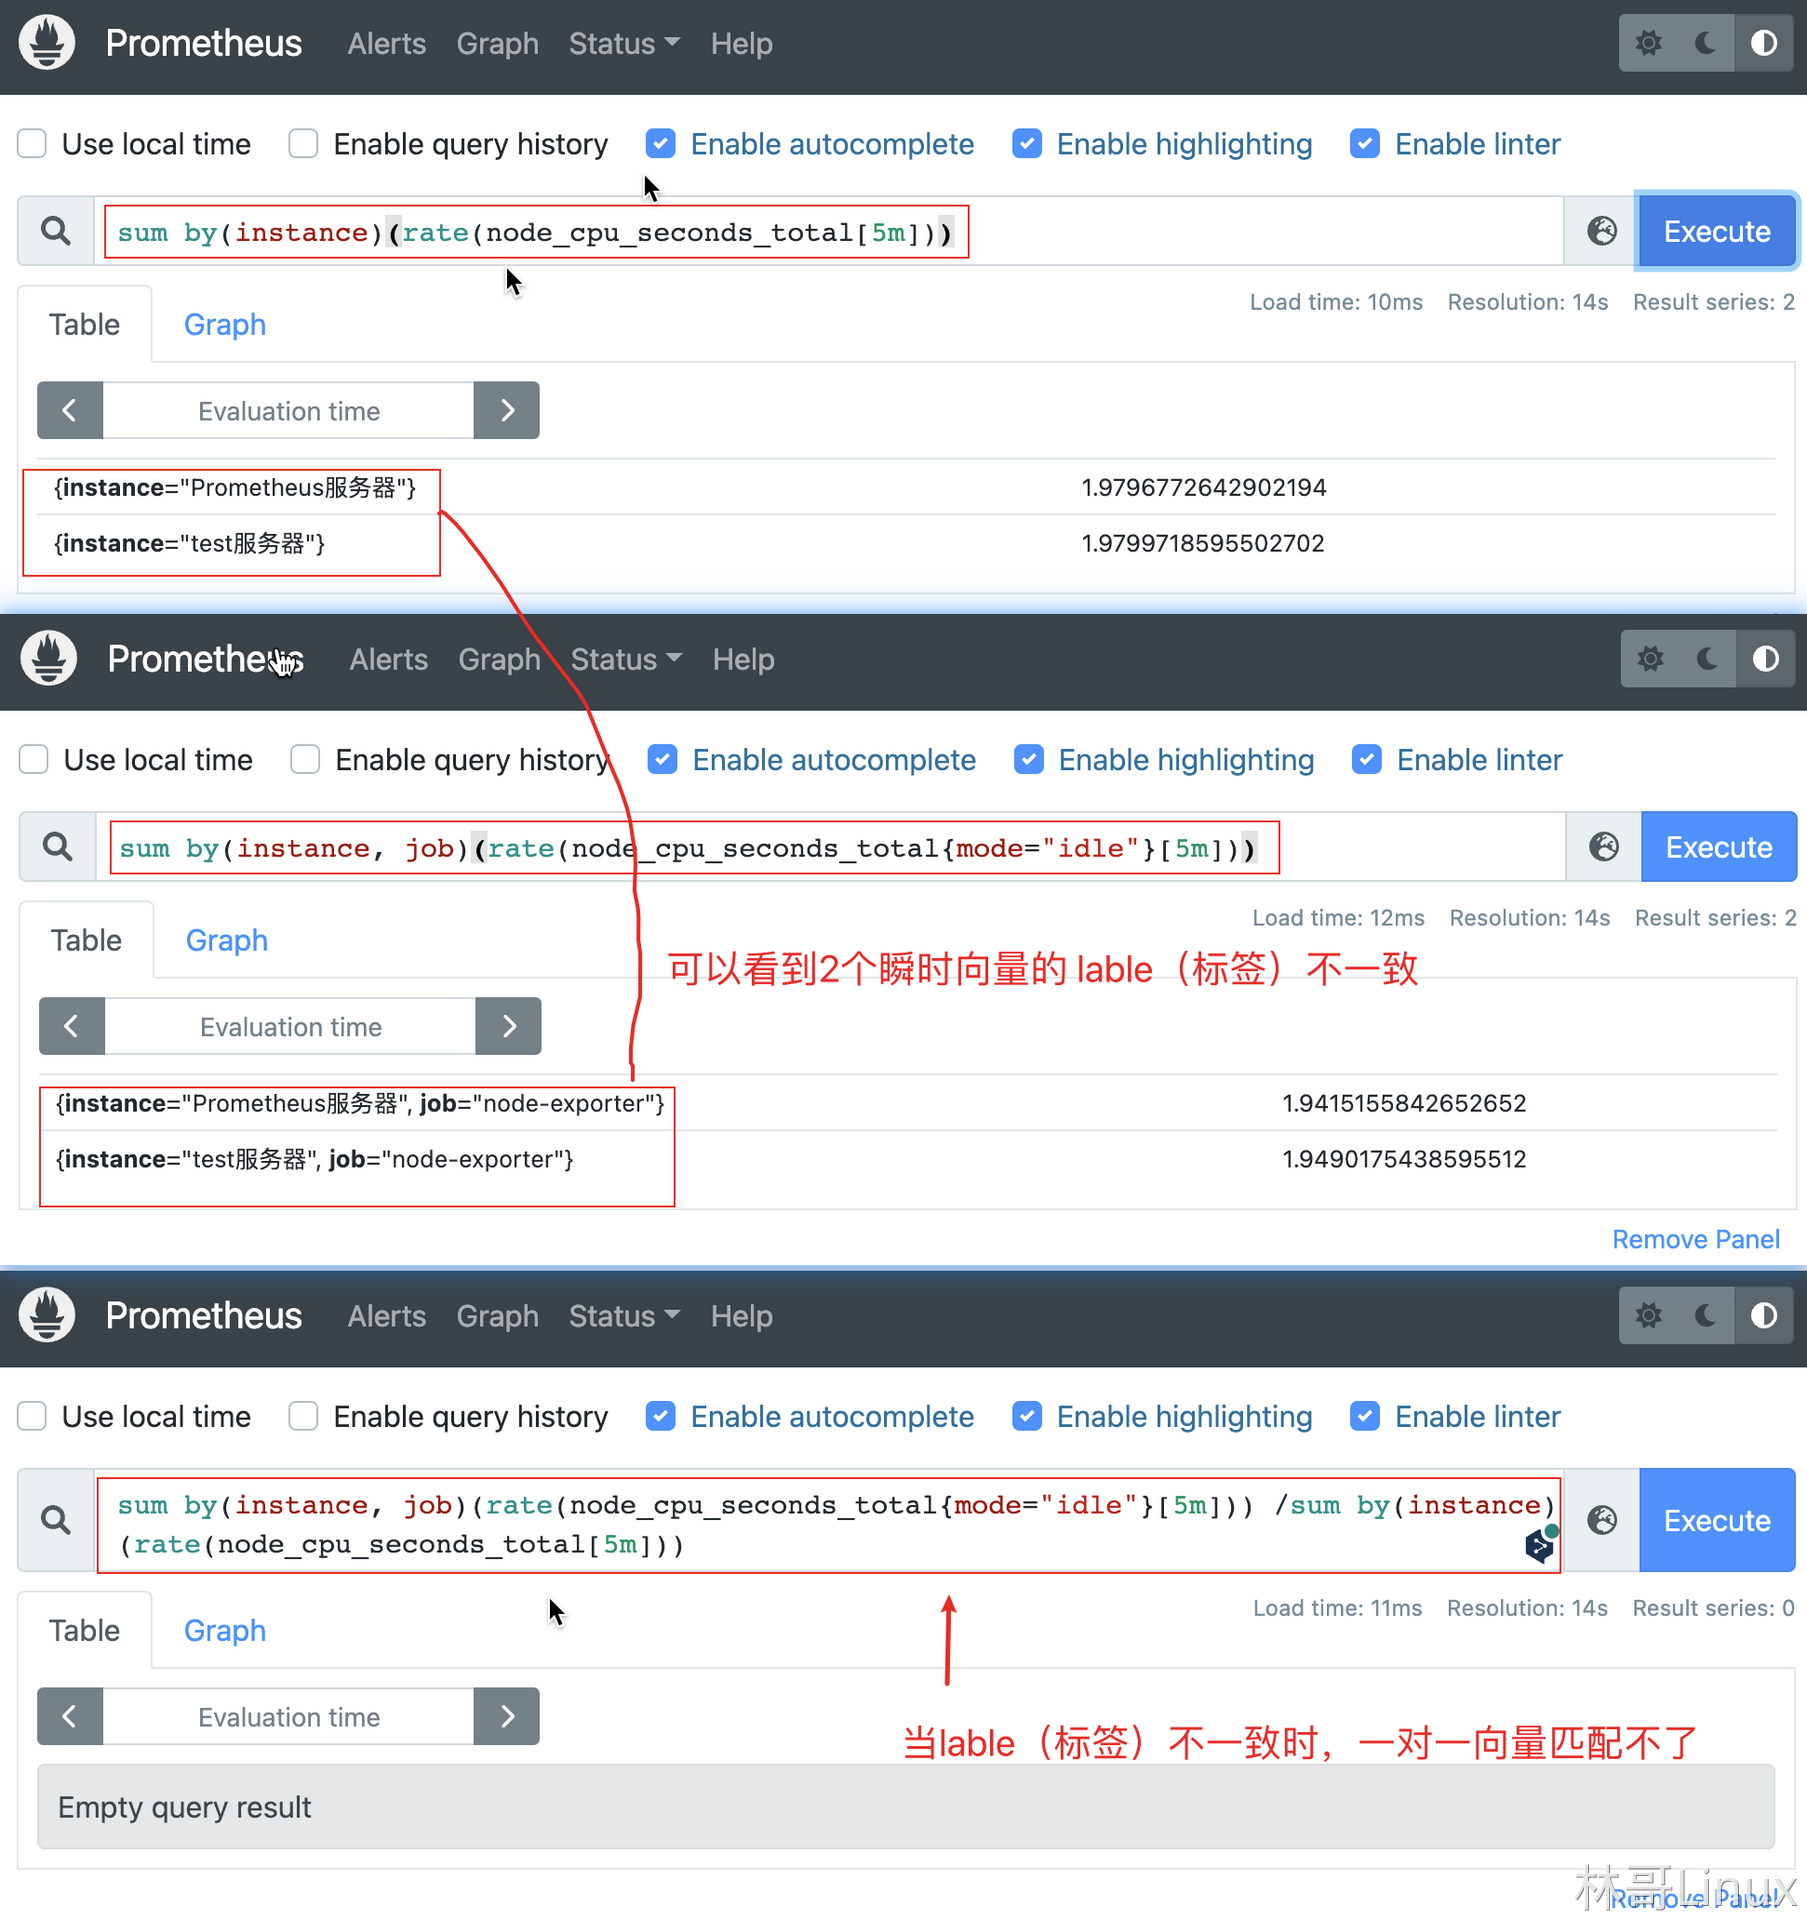 Prometheus Alerts Graph Status Help
Use local time Enable query history Enable autocomplete Enable highlighting Enable linter
sum by(instance)(rate(node_cpu_seconds_total[5m])) Execute
Load time: 10ms Resolution: 14s Result series: 2
Table Graph
Evaluation time
{instance="Prometheus服务器"} 1.9796772642902194
{instance="test服务器"} 1.9799718595502702
Prometheus Alerts Graph Status Help
Use local time Enable query history Enable autocomplete Enable highlighting Enable linter
sum by(instance, job)(rate(node_cpu_seconds_total{mode="idle"}[5m])) Execute
Load time: 12ms Resolution: 14s Result series: 2
Table Graph
可以看到2个瞬时向量的 lable（标签）不一致
Evaluation time
{instance="Prometheus服务器", job="node-exporter"} 1.9415155842652652
{instance="test服务器", job="node-exporter"} 1.9490175438595512
Remove Panel
Prometheus Alerts Graph Status Help
Use local time Enable query history Enable autocomplete Enable highlighting Enable linter
sum by(instance, job)(rate(node_cpu_seconds_total{mode="idle"}[5m])) /sum by(instance)
(rate(node_cpu_seconds_total[5m])) Execute
Load time: 11ms Resolution: 14s Result series: 0
Table Graph
Evaluation time
当lable（标签）不一致时，一对一向量匹配不了
Empty query result
林哥Linux
Remove Panel